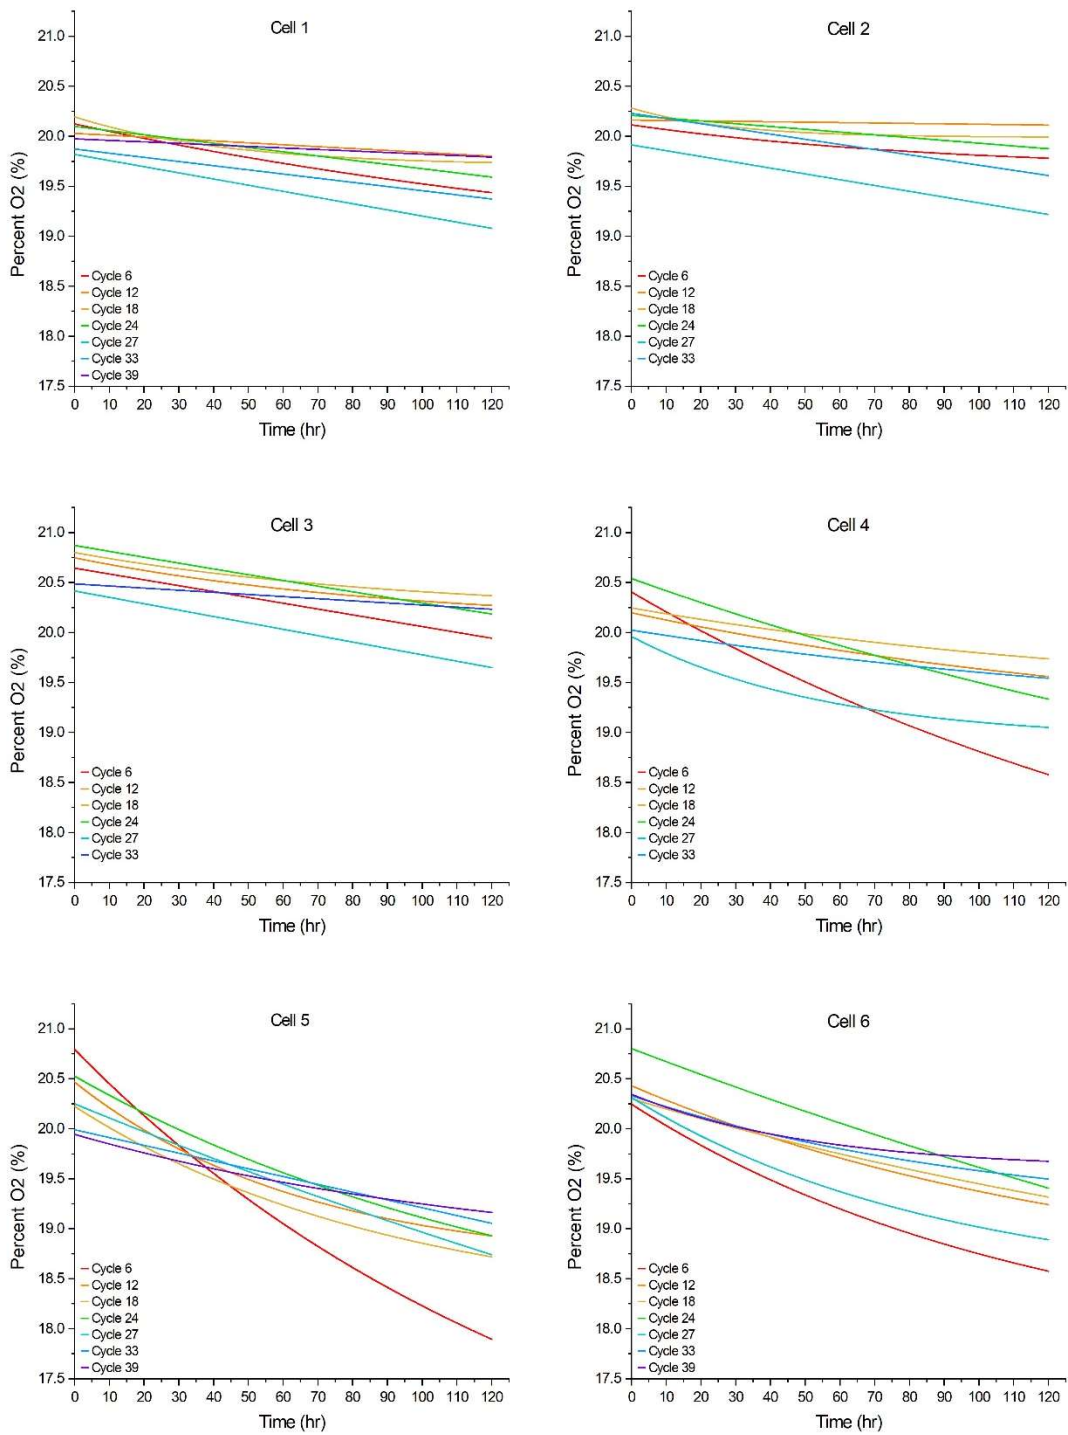 Cell 1
Percent O2 (%)
21.0
20.5
20.0
19.5
19.0
18.5
18.0
17.5
Cycle 6
Cycle 12
Cycle 18
Cycle 24
Cycle 27
Cycle 33
Cycle 39
0 10 20 30 40 50 60 70 80 90 100 110 120
Time (hr)
Cell 2
Percent O2 (%)
21.0
20.5
20.0
19.5
19.0
18.5
18.0
17.5
Cycle 6
Cycle 12
Cycle 18
Cycle 24
Cycle 27
Cycle 33
0 10 20 30 40 50 60 70 80 90 100 110 120
Time (hr)
Cell 3
Percent O2 (%)
21.0
20.5
20.0
19.5
19.0
18.5
18.0
17.5
Cycle 6
Cycle 12
Cycle 18
Cycle 24
Cycle 27
Cycle 33
0 10 20 30 40 50 60 70 80 90 100 110 120
Time (hr)
Cell 4
Percent O2 (%)
21.0
20.5
20.0
19.5
19.0
18.5
18.0
17.5
Cycle 6
Cycle 12
Cycle 18
Cycle 24
Cycle 27
Cycle 33
0 10 20 30 40 50 60 70 80 90 100 110 120
Time (hr)
Cell 5
Percent O2 (%)
21.0
20.5
20.0
19.5
19.0
18.5
18.0
17.5
Cycle 6
Cycle 12
Cycle 18
Cycle 24
Cycle 27
Cycle 33
Cycle 39
0 10 20 30 40 50 60 70 80 90 100 110 120
Time (hr)
Cell 6
Percent O2 (%)
21.0
20.5
20.0
19.5
19.0
18.5
18.0
17.5
Cycle 6
Cycle 12
Cycle 18
Cycle 24
Cycle 27
Cycle 33
Cycle 39
0 10 20 30 40 50 60 70 80 90 100 110 120
Time (hr)